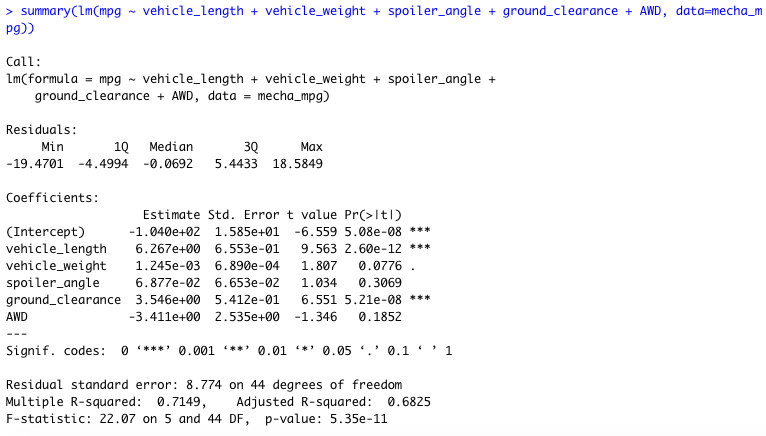 > summary(lm(mpg ~ vehicle_length + vehicle_weight + spoiler_angle + ground_clearance + AWD, data=mecha_m
pg))
Call:
lm(formula = mpg ~ vehicle_length + vehicle_weight + spoiler_angle +
    ground_clearance + AWD, data = mecha_mpg)
Residuals:
     Min       1Q   Median       3Q      Max
-19.4701  -4.4994  -0.0692   5.4433  18.5849
Coefficients:
                   Estimate Std. Error t value Pr(>|t|)
(Intercept)      -1.040e+02  1.585e+01  -6.559 5.08e-08 ***
vehicle_length    6.267e+00  6.553e-01   9.563 2.60e-12 ***
vehicle_weight    1.245e-03  6.890e-04   1.807   0.0776 .
spoiler_angle     6.877e-02  6.653e-02   1.034   0.3069
ground_clearance  3.546e+00  5.412e-01   6.551 5.21e-08 ***
AWD              -3.411e+00  2.535e+00  -1.346   0.1852
---
Signif. codes:  0 ‘***’ 0.001 ‘**’ 0.01 ‘*’ 0.05 ‘.’ 0.1 ‘ ’ 1
Residual standard error: 8.774 on 44 degrees of freedom
Multiple R-squared:  0.7149,    Adjusted R-squared:  0.6825
F-statistic: 22.07 on 5 and 44 DF,  p-value: 5.35e-11